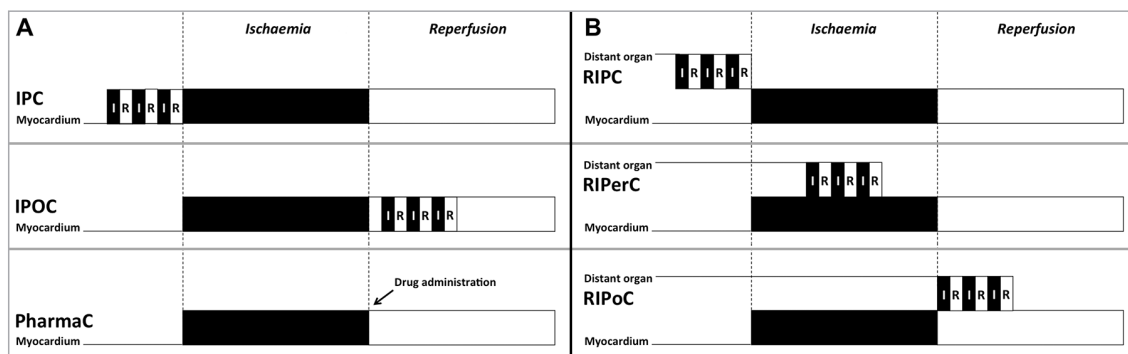 A
Ischaemia
Reperfusion
IPC
I R I R I R
Myocardium
IPOC
I R I R I R
Myocardium
Drug administration
PharmaC
Myocardium
B
Ischaemia
Reperfusion
Distant organ
RIPC
I R I R I R
Myocardium
Distant organ
RIPerC
I R I R I R
Myocardium
Distant organ
RIPoC
I R I R I R
Myocardium